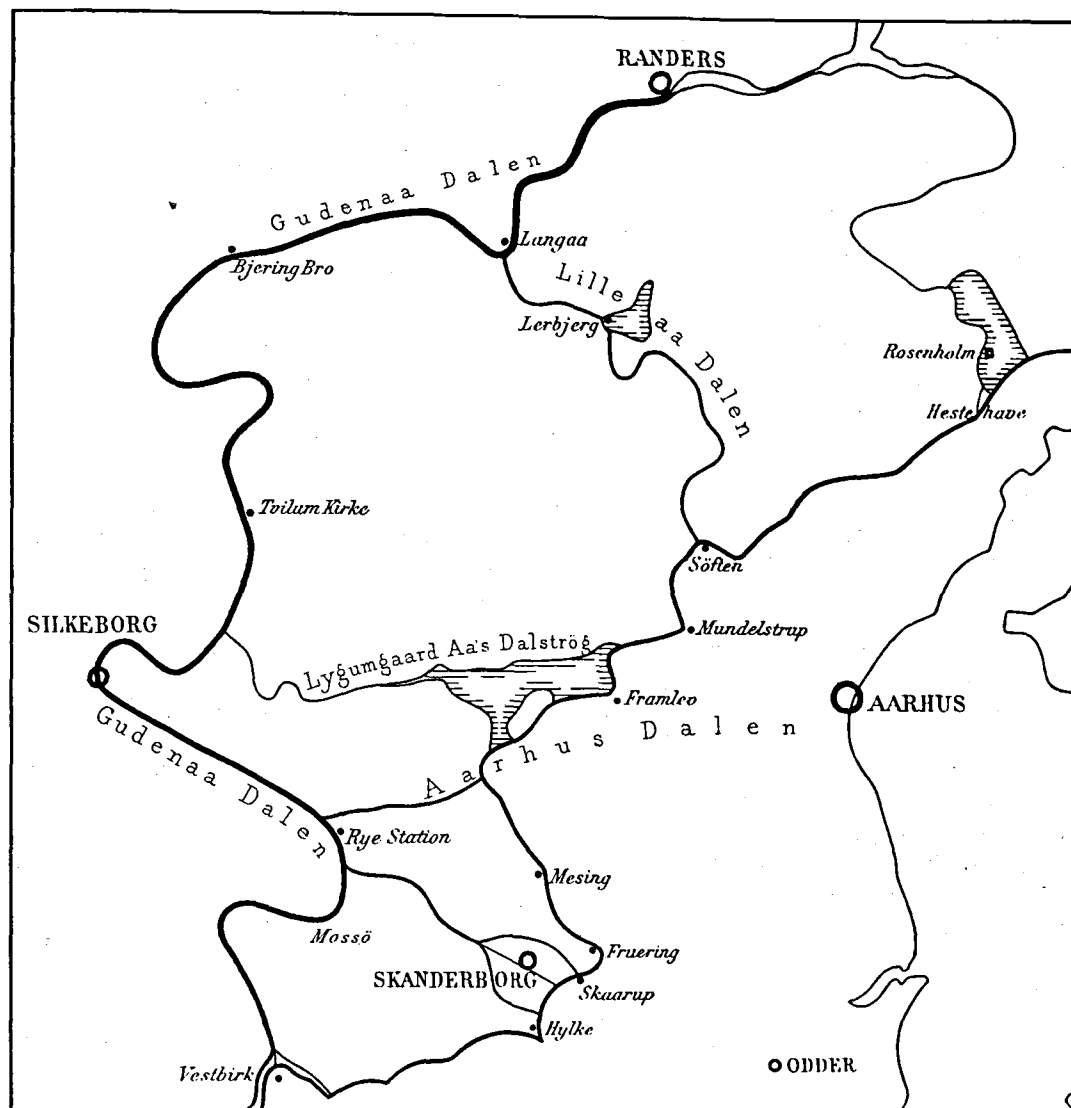 RANDERS
Gudenaa Dalen
Langaa
Bjering Bro
Lille aa Dalen
Lerbjerg
Rosenholm
Hestehave
Tvilum Kirke
Söften
SILKEBORG
Mundelstrup
Lygumgaard Aa's Dalströg
Framlev
AARHUS
Aarhus Dalen
Gudenaa Dalen
Rye Station
Mesing
Mossö
Fruering
SKANDERBORG
Skaarup
Hylke
Vestbirk
ODDER